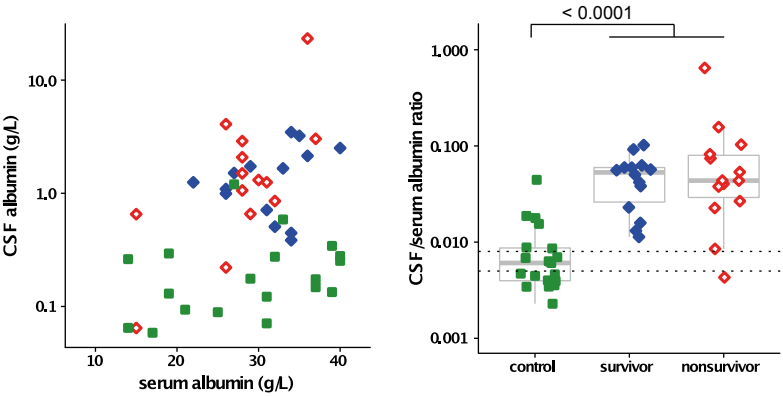 < 0.0001
CSF albumin (g/L)
10.0
1.0
0.1
10
20
30
40
serum albumin (g/L)
CSF/serum albumin ratio
1.000
0.100
0.010
0.001
control
survivor
nonsurvivor